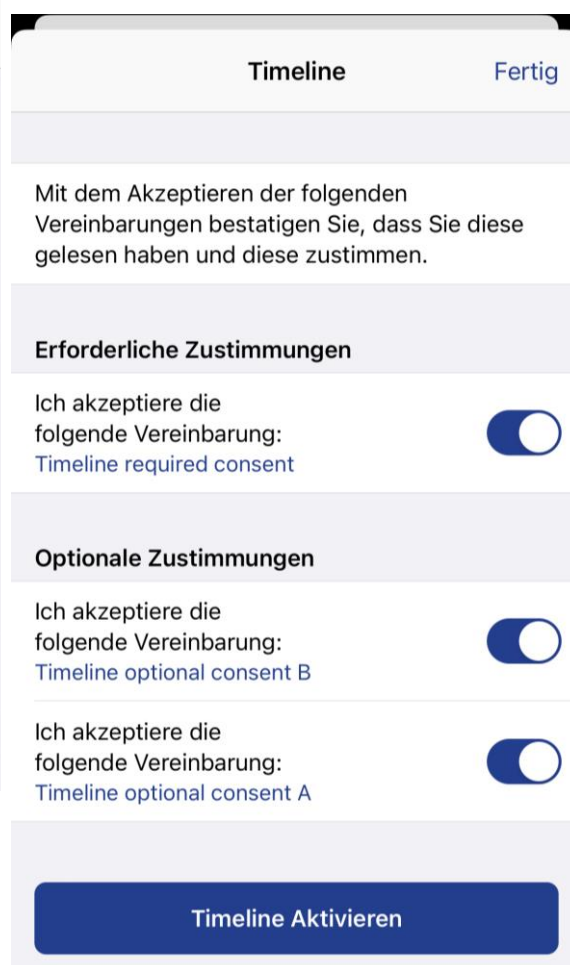 Timeline
Fertig
Mit dem Akzeptieren der folgenden
Vereinbarungen bestatigen Sie, dass Sie diese
gelesen haben und diese zustimmen.
Erforderliche Zustimmungen
Ich akzeptiere die
folgende Vereinbarung:
Timeline required consent
Optionale Zustimmungen
Ich akzeptiere die
folgende Vereinbarung:
Timeline optional consent B
Ich akzeptiere die
folgende Vereinbarung:
Timeline optional consent A
Timeline Aktivieren